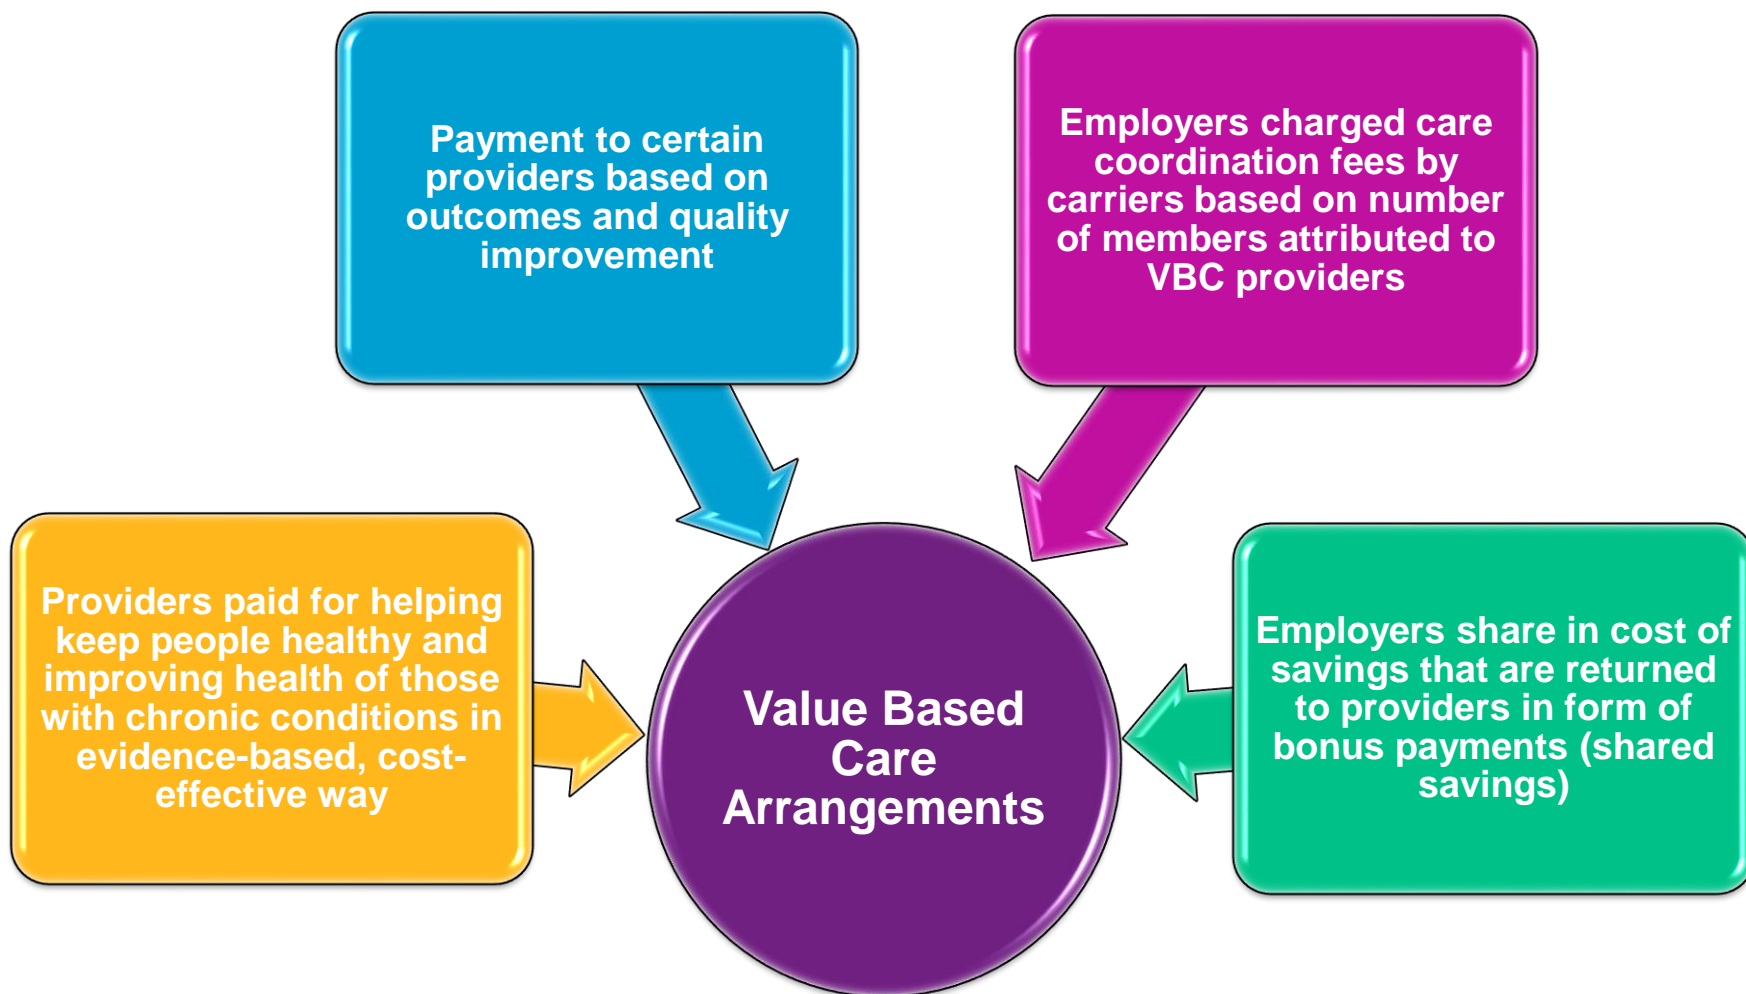 Payment to certain
providers based on
outcomes and quality
improvement
Employers charged care
coordination fees by
carriers based on number
of members attributed to
VBC providers
Providers paid for helping
keep people healthy and
improving health of those
with chronic conditions in
evidence-based, cost-
effective way
Value Based
Care
Arrangements
Employers share in cost of
savings that are returned
to providers in form of
bonus payments (shared
savings)